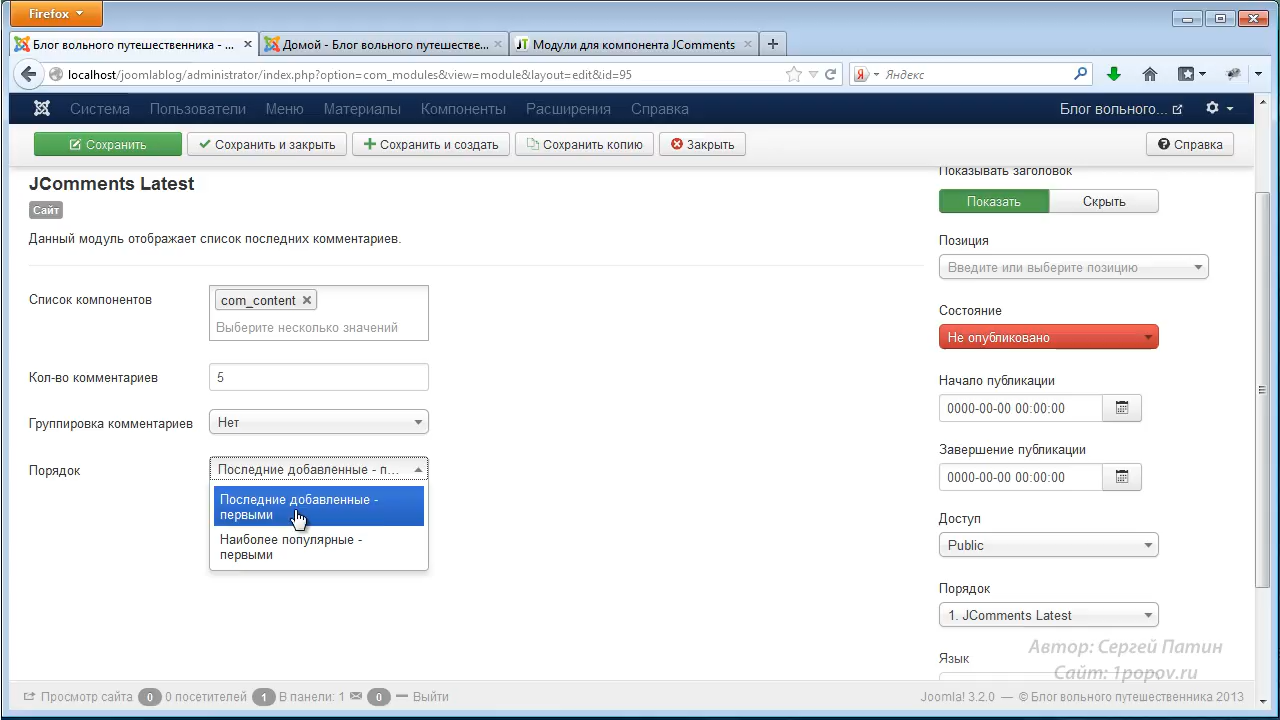 Firefox
Блог вольного путешественника - ...
Домой - Блог вольного путешестве...
Модули для компонента JComments
localhost/joomlablog/administrator/index.php?option=com_modules&view=module&layout=edit&id=95
Яндекс
Система
Пользователи
Меню
Материалы
Компоненты
Расширения
Справка
Блог вольного...
Сохранить
Сохранить и закрыть
Сохранить и создать
Сохранить копию
Закрыть
Справка
JComments Latest
Сайт
Данный модуль отображает список последних комментариев.
Список компонентов
com_content
Выберите несколько значений
Кол-во комментариев
5
Группировка комментариев
Нет
Порядок
Последние добавленные - п...
Последние добавленные -
первыми
Наиболее популярные -
первыми
Показывать заголовок
Показать
Скрыть
Позиция
Введите или выберите позицию
Состояние
Не опубликовано
Начало публикации
0000-00-00 00:00:00
Завершение публикации
0000-00-00 00:00:00
Доступ
Public
Порядок
1. JComments Latest
Язык
Автор: Сергей Патин
Сайт: 1popov.ru
Просмотр сайта 0 0 посетителей 1 В панели: 1 0 Выйти
Joomla! 3.2.0 — © Блог вольного путешественника 2013